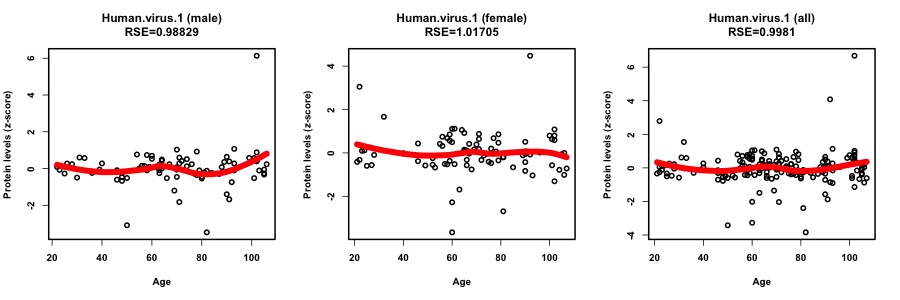 Human.virus.1 (male)
RSE=0.98829
Protein levels (z-score)
6
4
2
0
-2
20 40 60 80 100
Age
Human.virus.1 (female)
RSE=1.01705
Protein levels (z-score)
4
2
0
-2
20 40 60 80 100
Age
Human.virus.1 (all)
RSE=0.9981
Protein levels (z-score)
6
4
2
0
-2
-4
20 40 60 80 100
Age